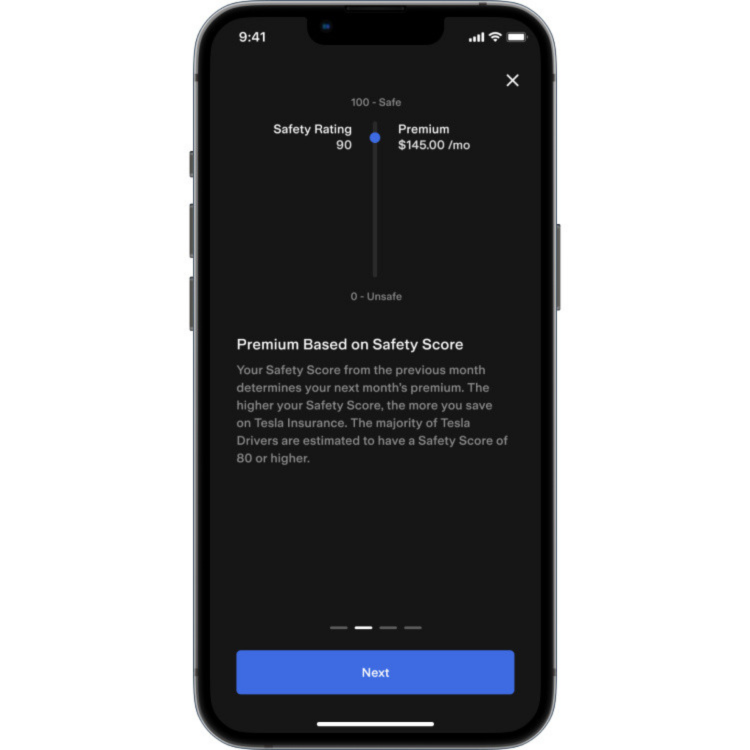 9:41
100 - Safe
Safety Rating
90
Premium
$145.00 /mo
0 - Unsafe
Premium Based on Safety Score
Your Safety Score from the previous month
determines your next month's premium. The
higher your Safety Score, the more you save
on Tesla Insurance. The majority of Tesla
Drivers are estimated to have a Safety Score of
80 or higher.
Next